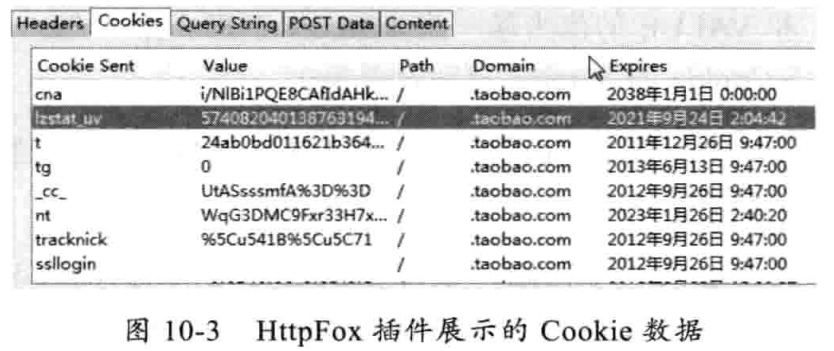 Headers Cookies Query String POST Data Content
Cookie Sent Value Path Domain Expires
cna i/NlBi1PQE8CAfIdAHk... / .taobao.com 2038年1月1日 0:00:00
lzstat_uv 574082040138763194... / .taobao.com 2021年9月24日 2:04:42
t 24ab0bd011621b364... / .taobao.com 2011年12月26日 9:47:00
tg 0 / .taobao.com 2013年6月13日 9:47:00
_cc_ UtASsssmfA%3D%3D / .taobao.com 2012年9月26日 9:47:00
nt WqG3DMC9Fxr33H7x... / .taobao.com 2023年1月26日 2:40:20
tracknick %5Cu541B%5Cu5C71 / .taobao.com 2012年9月26日 9:47:00
ssllogin / .taobao.com 2012年9月26日 9:47:00
图 10-3 HttpFox 插件展示的 Cookie 数据